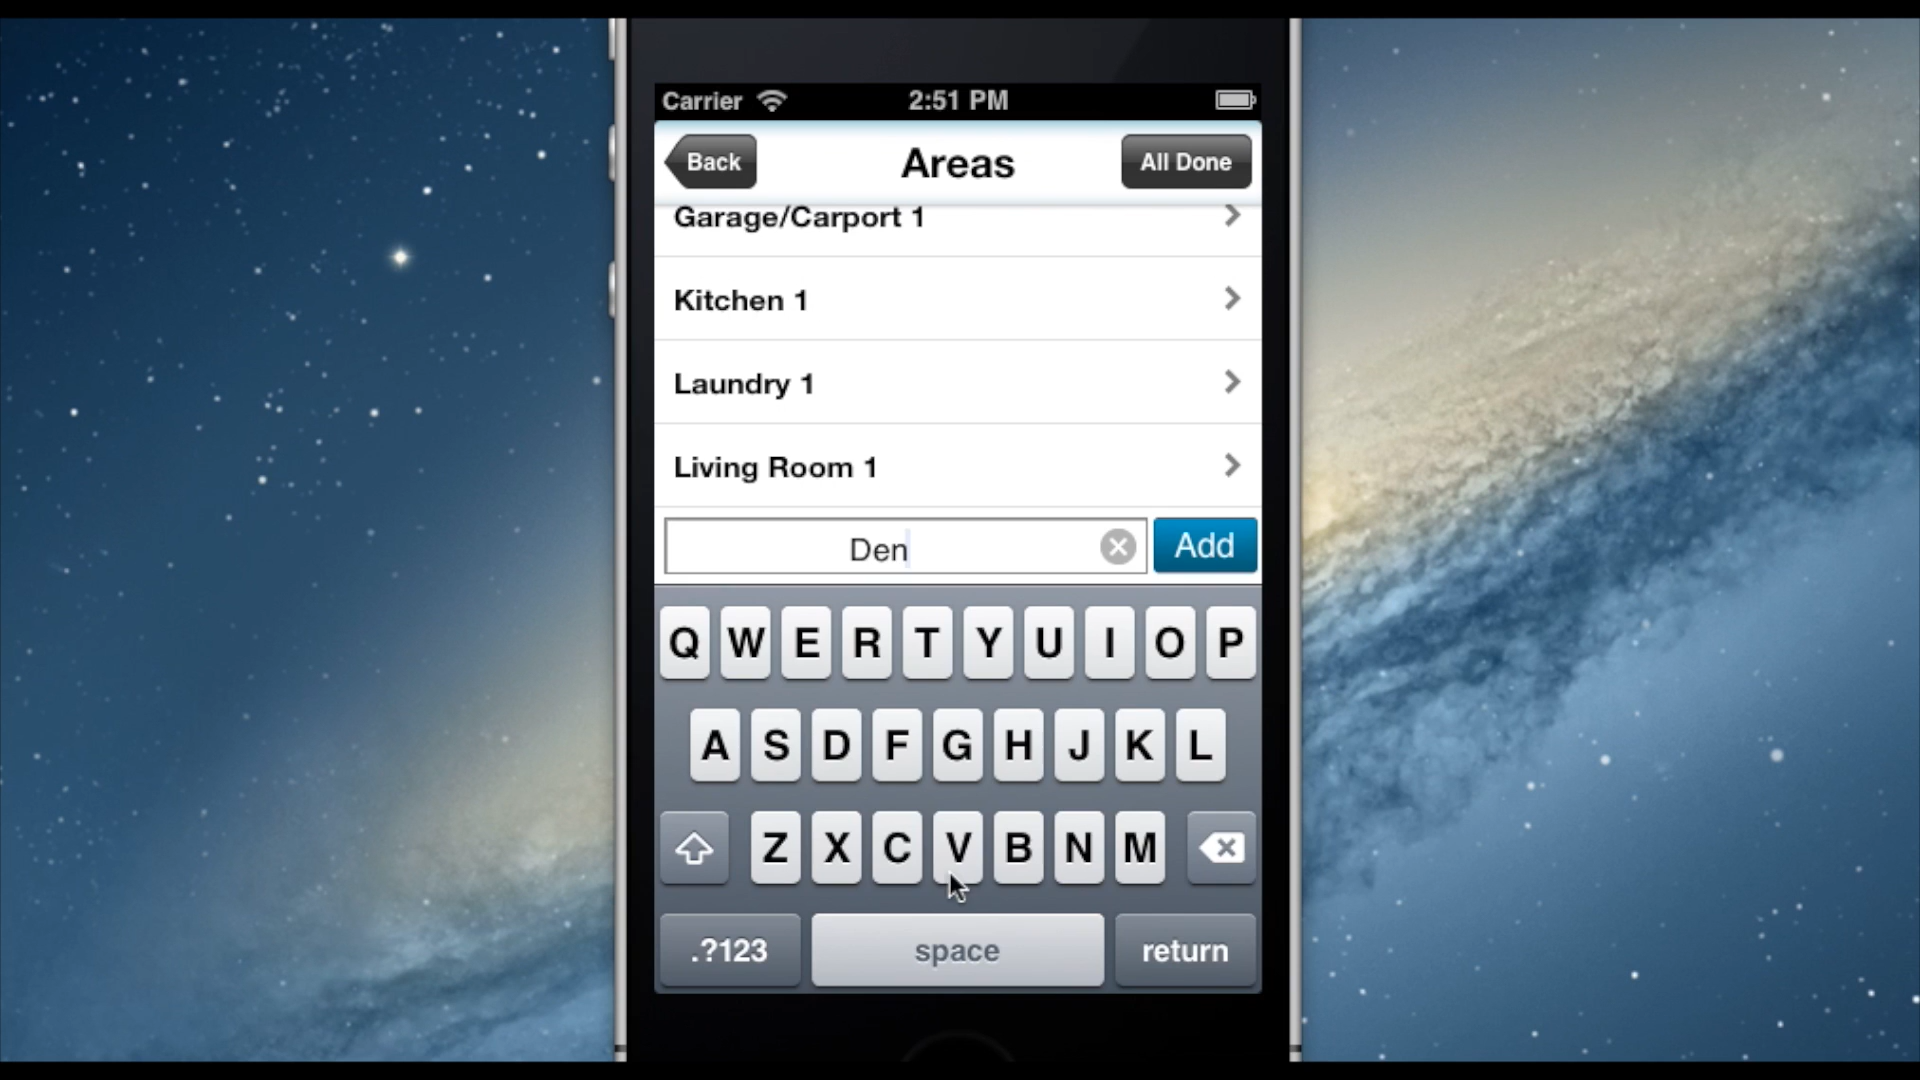 Carrier 2:51 PM
Back Areas All Done
Garage/Carport 1
Kitchen 1
Laundry 1
Living Room 1
Den Add
Q W E R T Y U I O P
A S D F G H J K L
Z X C V B N M
.?123 space return